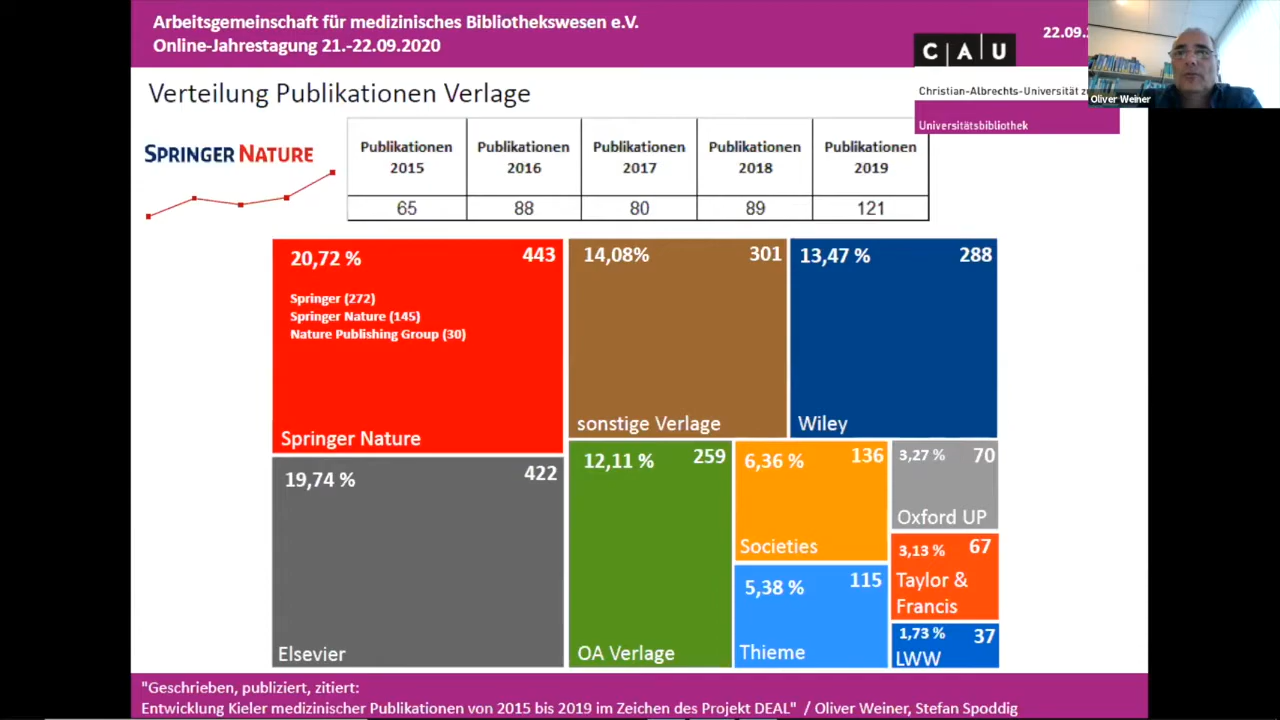 Arbeitsgemeinschaft für medizinisches Bibliothekswesen e.V.
Online-Jahrestagung 21.-22.09.2020
22.09.
CAU
Christian-Albrechts-Universität
Universitätsbibliothek
Oliver Weiner
Verteilung Publikationen Verlage
SPRINGER NATURE
Publikationen 2015
Publikationen 2016
Publikationen 2017
Publikationen 2018
Publikationen 2019
65 88 80 89 121
20,72 % 443
Springer (272)
Springer Nature (145)
Nature Publishing Group (30)
Springer Nature
14,08% 301
sonstige Verlage
13,47 % 288
Wiley
19,74 % 422
Elsevier
12,11 % 259
OA Verlage
6,36 % 136
Societies
5,38 % 115
Thieme
3,27 % 70
Oxford UP
3,13 % 67
Taylor &
Francis
1,73 % 37
LWW
"Geschrieben, publiziert, zitiert:
Entwicklung Kieler medizinischer Publikationen von 2015 bis 2019 im Zeichen des Projekt DEAL" / Oliver Weiner, Stefan Spoddig